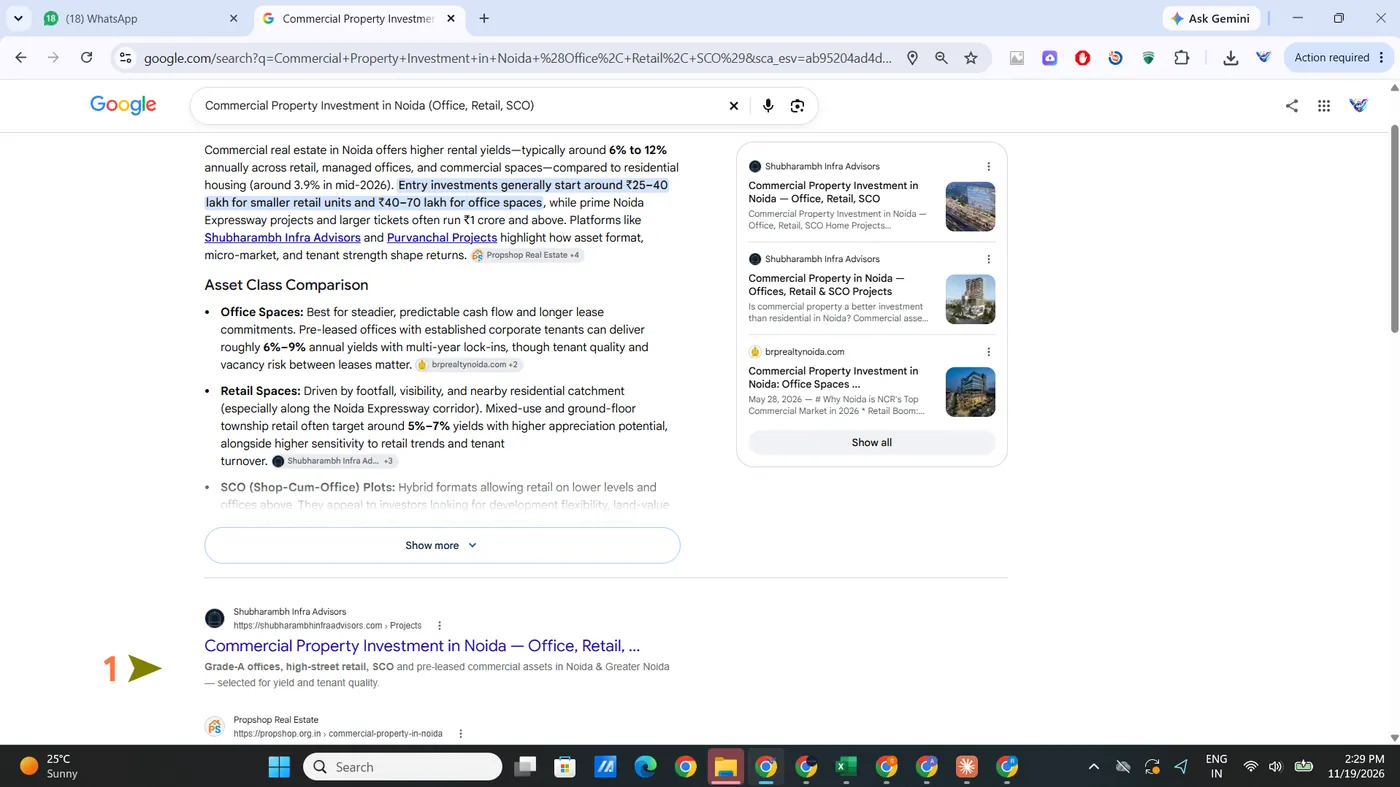 (18) WhatsApp
Commercial Property Investmen
Ask Gemini
google.com/search?q=Commercial+Property+Investment+in+Noida+%28Office%2C+Retail%2C+SCO%29&sca_esv=ab95204ad4d...
Action required
Google
Commercial Property Investment in Noida (Office, Retail, SCO)
Commercial real estate in Noida offers higher rental yields—typically around 6% to 12%
annually across retail, managed offices, and commercial spaces—compared to residential
housing (around 3.9% in mid-2026). Entry investments generally start around ₹25–40
lakh for smaller retail units and ₹40–70 lakh for office spaces, while prime Noida
Expressway projects and larger tickets often run ₹1 crore and above. Platforms like
Shubharambh Infra Advisors and Purvanchal Projects highlight how asset format,
micro-market, and tenant strength shape returns. Propshop Real Estate +4
Asset Class Comparison
• Office Spaces: Best for steadier, predictable cash flow and longer lease
commitments. Pre-leased offices with established corporate tenants can deliver
roughly 6%–9% annual yields with multi-year lock-ins, though tenant quality and
vacancy risk between leases matter. brprealtynoida.com +2
• Retail Spaces: Driven by footfall, visibility, and nearby residential catchment
(especially along the Noida Expressway corridor). Mixed-use and ground-floor
township retail often target around 5%–7% yields with higher appreciation potential,
alongside higher sensitivity to retail trends and tenant
turnover. Shubharambh Infra Ad... +3
• SCO (Shop-Cum-Office) Plots: Hybrid formats allowing retail on lower levels and
offices above. They appeal to investors looking for development flexibility, land-value
Show more
Shubharambh Infra Advisors
Commercial Property Investment in
Noida — Office, Retail, SCO
Commercial Property Investment in Noida —
Office, Retail, SCO Home Projects...
Shubharambh Infra Advisors
Commercial Property in Noida —
Offices, Retail & SCO Projects
Is commercial property a better investment
than residential in Noida? Commercial asse...
brprealtynoida.com
Commercial Property Investment in
Noida: Office Spaces ...
May 28, 2026 — # Why Noida is NCR's Top
Commercial Market in 2026 * Retail Boom:...
Show all
Shubharambh Infra Advisors
https://shubharambhinfraadvisors.com › Projects
Commercial Property Investment in Noida — Office, Retail, ...
1
Grade-A offices, high-street retail, SCO and pre-leased commercial assets in Noida & Greater Noida
— selected for yield and tenant quality.
PS
Propshop Real Estate
https://propshop.org.in › commercial-property-in-noida
25°C
Sunny
Search
ENG
IN
2:29 PM
11/19/2026